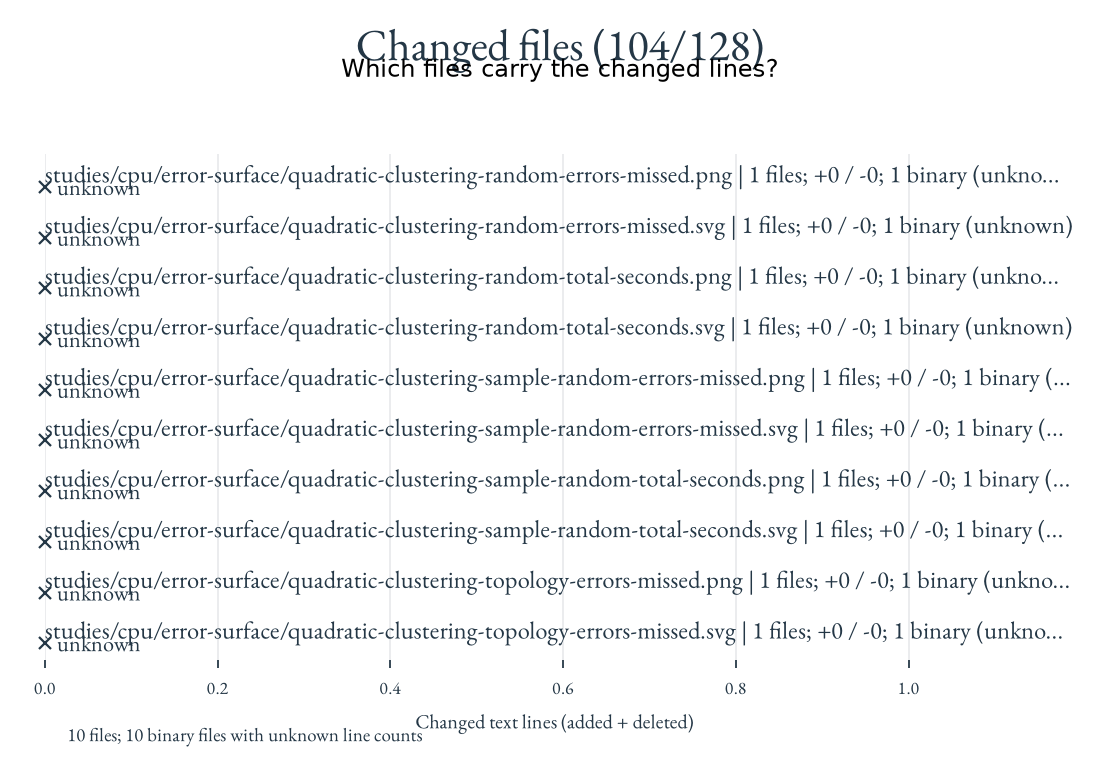 Changed files (104/128)
Which files carry the changed lines?
studies/cpu/error-surface/quadratic-clustering-random-errors-missed.png | 1 files; +0 / -0; 1 binary (unkno...
unknown
studies/cpu/error-surface/quadratic-clustering-random-errors-missed.svg | 1 files; +0 / -0; 1 binary (unknown)
unknown
studies/cpu/error-surface/quadratic-clustering-random-total-seconds.png | 1 files; +0 / -0; 1 binary (unkno...
unknown
studies/cpu/error-surface/quadratic-clustering-random-total-seconds.svg | 1 files; +0 / -0; 1 binary (unknown)
unknown
studies/cpu/error-surface/quadratic-clustering-sample-random-errors-missed.png | 1 files; +0 / -0; 1 binary (...
unknown
studies/cpu/error-surface/quadratic-clustering-sample-random-errors-missed.svg | 1 files; +0 / -0; 1 binary (...
unknown
studies/cpu/error-surface/quadratic-clustering-sample-random-total-seconds.png | 1 files; +0 / -0; 1 binary (...
unknown
studies/cpu/error-surface/quadratic-clustering-sample-random-total-seconds.svg | 1 files; +0 / -0; 1 binary (...
unknown
studies/cpu/error-surface/quadratic-clustering-topology-errors-missed.png | 1 files; +0 / -0; 1 binary (unkno...
unknown
studies/cpu/error-surface/quadratic-clustering-topology-errors-missed.svg | 1 files; +0 / -0; 1 binary (unkno...
unknown
0.0 0.2 0.4 0.6 0.8 1.0
Changed text lines (added + deleted)
10 files; 10 binary files with unknown line counts